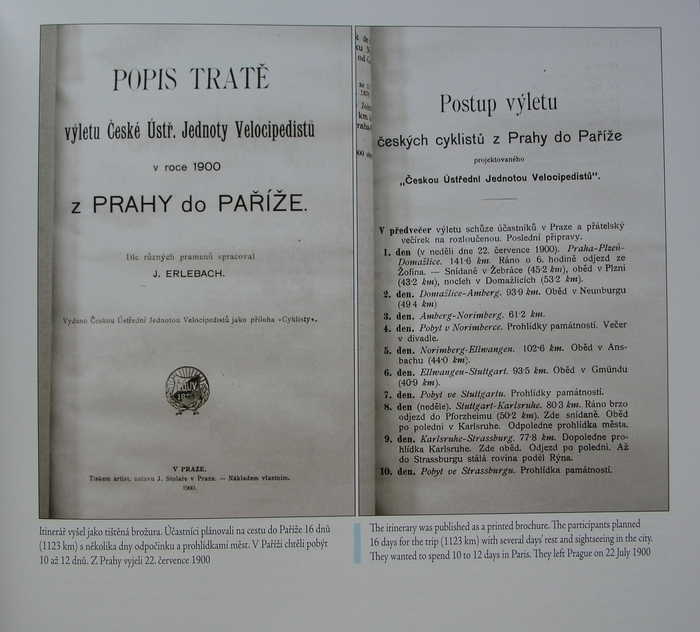 POPIS TRATĚ
výletu České Ústř. Jednoty Velocipedistů
v roce 1900
z PRAHY do PAŘÍŽE.
Dle různých pramenů spracoval
J. ERLEBACH.
Vydáno Českou Ústřední Jednotou Velocipedistů jako příloha »Cyklisty«.
V PRAZE.
Tiskem artist. ústavu J. Stolaře v Praze. — Nákladem vlastním.
1900.
Postup výletu
českých cyklistů z Prahy do Paříže
projektovaného
„Českou Ústřední Jednotou Velocipedistů".
V předvečer výletu schůze účastníků v Praze a přátelský
večírek na rozloučenou. Poslední přípravy.
1. den (v neděli dne 22. července 1900). Praha-Plzeň-
Domažlice. 141·6 km. Ráno o 6. hodině odjezd ze
Žofína. — Snídaně v Žebráce (45·2 km), oběd v Plzni
(43·2 km), nocleh v Domažlicích (53·2 km).
2. den. Domažlice-Amberg. 93·9 km. Oběd v Neunburgu
(49 4 km)
3. den. Amberg-Norimberg. 61·2 km.
4. den. Pobyt v Norimberce. Prohlídky památností. Večer
v divadle.
5. den. Norimberg-Ellwangen. 102·6 km. Oběd v Ans-
bachu (44·0 km).
6. den. Ellwangen-Stuttgart. 93·5 km. Oběd v Gmündu
(40·9 km).
7. den. Pobyt ve Stuttgartu. Prohlídky památností.
8. den (neděle). Stuttgart-Karlsruhe. 80·3 km. Ráno brzo
odjezd do Pforzheimu (50·2 km). Zde snídaně. Oběd
po poledni v Karlsruhe. Odpoledne prohlídka města.
9. den. Karlsruhe-Strassburg. 77·8 km. Dopoledne pro-
hlídka Karlsruhe. Zde oběd. Odjezd po poledni. Až
do Strassburgu stálá rovina podél Rýna.
10. den. Pobyt ve Strassburgu. Prohlídka památností.
Itinerář vyšel jako tištěná brožura. Účastníci plánovali na cestu do Paříže 16 dnů
(1123 km) s několika dny odpočinku a prohlídkami měst. V Paříži chtěli pobýt
10 až 12 dnů. Z Prahy vyjeli 22. července 1900
The itinerary was published as a printed brochure. The participants planned
16 days for the trip (1123 km) with several days' rest and sightseeing in the city.
They wanted to spend 10 to 12 days in Paris. They left Prague on 22 July 1900